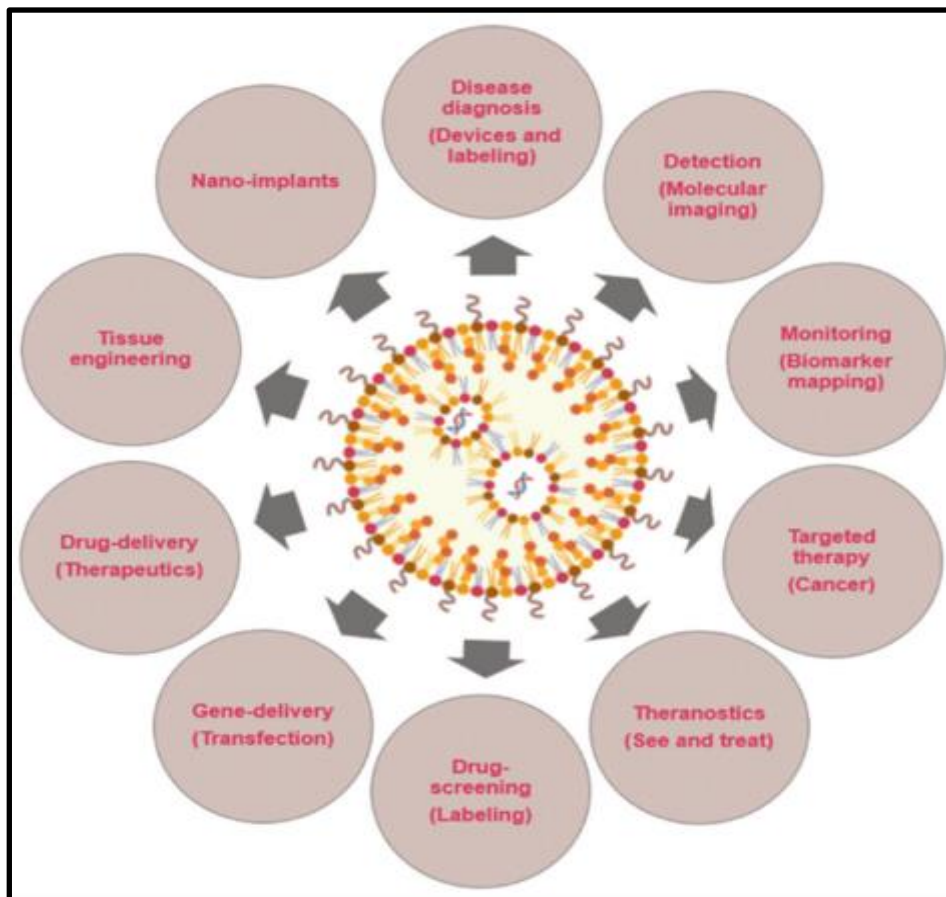 Disease
diagnosis
(Devices and
labeling)
Detection
(Molecular
imaging)
Monitoring
(Biomarker
mapping)
Targeted
therapy
(Cancer)
Theranostics
(See and treat)
Drug-
screening
(Labeling)
Gene-delivery
(Transfection)
Drug-delivery
(Therapeutics)
Tissue
engineering
Nano-implants